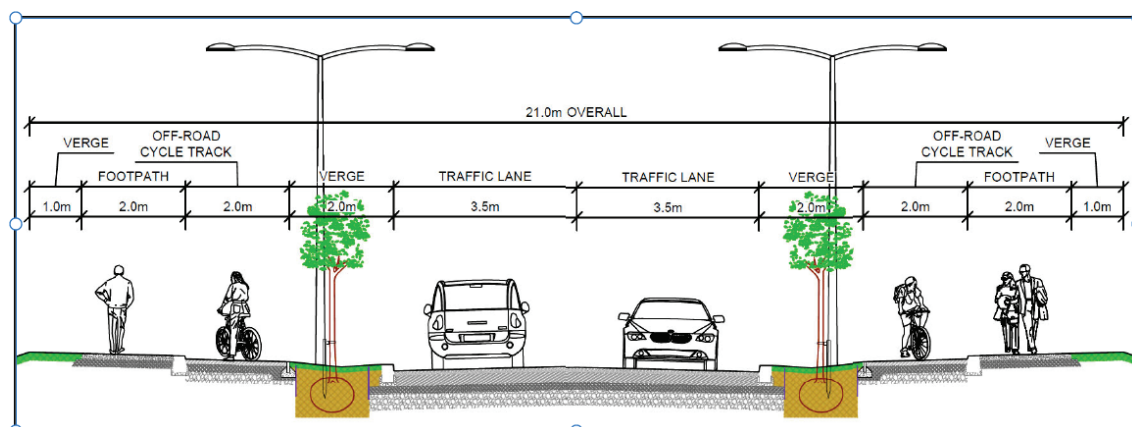 21.0m OVERALL
VERGE
OFF-ROAD
CYCLE TRACK
OFF-ROAD
CYCLE TRACK
VERGE
FOOTPATH
VERGE
TRAFFIC LANE
TRAFFIC LANE
VERGE
FOOTPATH
1.0m
2.0m
2.0m
2.0m
3.5m
3.5m
2.0m
2.0m
2.0m
1.0m